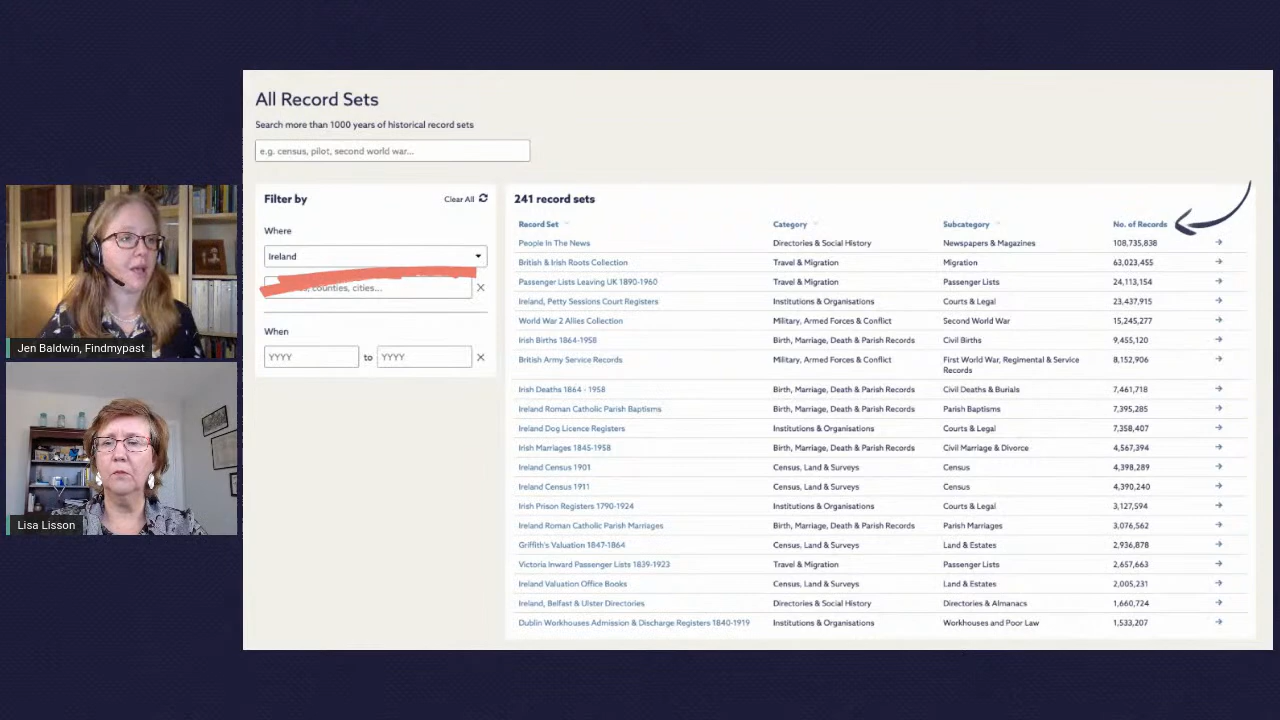 All Record Sets
Search more than 1000 years of historical record sets
e.g. census, pilot, second world war...
Filter by
Clear All
Where
Ireland
counties, cities...
When
YYYY to YYYY
241 record sets
Record Set Category Subcategory No. of Records
People In The News Directories & Social History Newspapers & Magazines 108,735,838
British & Irish Roots Collection Travel & Migration Migration 63,023,455
Passenger Lists Leaving UK 1890-1960 Travel & Migration Passenger Lists 24,113,154
Ireland, Petty Sessions Court Registers Institutions & Organisations Courts & Legal 23,437,915
World War 2 Allies Collection Military, Armed Forces & Conflict Second World War 15,245,277
Irish Births 1864-1958 Birth, Marriage, Death & Parish Records Civil Births 9,455,120
British Army Service Records Military, Armed Forces & Conflict First World War, Regimental & Service 8,152,906
Records
Irish Deaths 1864 - 1958 Birth, Marriage, Death & Parish Records Civil Deaths & Burials 7,461,718
Ireland Roman Catholic Parish Baptisms Birth, Marriage, Death & Parish Records Parish Baptisms 7,395,285
Ireland Dog Licence Registers Institutions & Organisations Courts & Legal 7,358,407
Irish Marriages 1845-1958 Birth, Marriage, Death & Parish Records Civil Marriage & Divorce 4,567,394
Ireland Census 1901 Census, Land & Surveys Census 4,398,289
Ireland Census 1911 Census, Land & Surveys Census 4,390,240
Irish Prison Registers 1790-1924 Institutions & Organisations Courts & Legal 3,127,594
Ireland Roman Catholic Parish Marriages Birth, Marriage, Death & Parish Records Parish Marriages 3,076,562
Griffith's Valuation 1847-1864 Census, Land & Surveys Land & Estates 2,936,878
Victoria Inward Passenger Lists 1839-1923 Travel & Migration Passenger Lists 2,657,663
Ireland Valuation Office Books Census, Land & Surveys Land & Estates 2,005,231
Ireland, Belfast & Ulster Directories Directories & Social History Directories & Almanacs 1,660,724
Dublin Workhouses Admission & Discharge Registers 1840-1919 Institutions & Organisations Workhouses and Poor Law 1,533,207
Jen Baldwin, Findmypast
Lisa Lisson